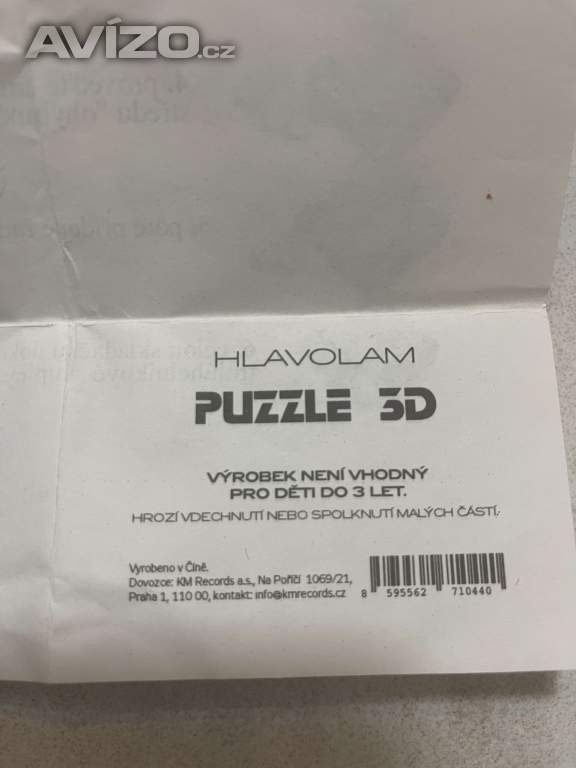 AVÍZO.cz
HLAVOLAM
PUZZLE 3D
VÝROBEK NENÍ VHODNÝ
PRO DĚTI DO 3 LET.
HROZÍ VDECHNUTÍ NEBO SPOLKNUTÍ MALÝCH ČÁSTÍ.
Vyrobeno v Číně.
Dovozce: KM Records a.s., Na Poříčí 1069/21,
Praha 1, 110 00, kontakt: info@kmrecords.cz
8 595562 710440